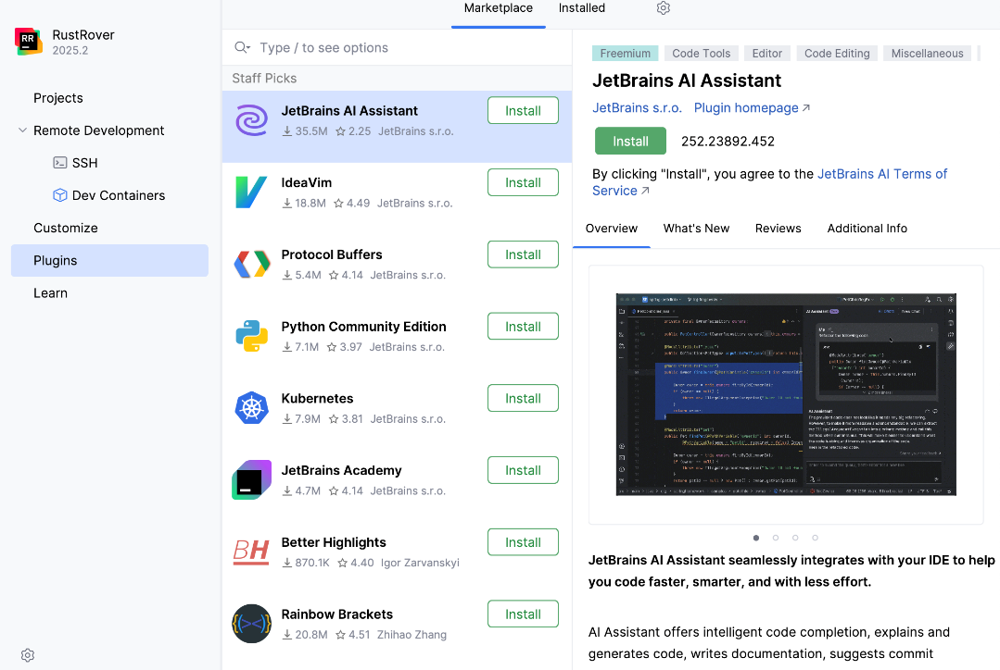 Marketplace
Installed
RR
RustRover
2025.2
Projects
Remote Development
SSH
Dev Containers
Customize
Plugins
Learn
Type / to see options
Staff Picks
JetBrains AI Assistant
35.5M 2.25 JetBrains s.r.o.
Install
IdeaVim
18.8M 4.49 JetBrains s.r.o.
Install
Protocol Buffers
5.4M 4.14 JetBrains s.r.o.
Install
Python Community Edition
7.1M 3.97 JetBrains s.r.o.
Install
Kubernetes
7.9M 3.81 JetBrains s.r.o.
Install
JetBrains Academy
4.7M 4.14 JetBrains s.r.o.
Install
BH
Better Highlights
870.1K 4.40 Igor Zarvanskyi
Install
Rainbow Brackets
20.8M 4.51 Zhihao Zhang
Install
Freemium Code Tools Editor Code Editing Miscellaneous
JetBrains AI Assistant
JetBrains s.r.o. Plugin homepage
Install 252.23892.452
By clicking "Install", you agree to the JetBrains AI Terms of
Service
Overview What's New Reviews Additional Info
JetBrains AI Assistant seamlessly integrates with your IDE to help
you code faster, smarter, and with less effort.
AI Assistant offers intelligent code completion, explains and
generates code, writes documentation, suggests commit